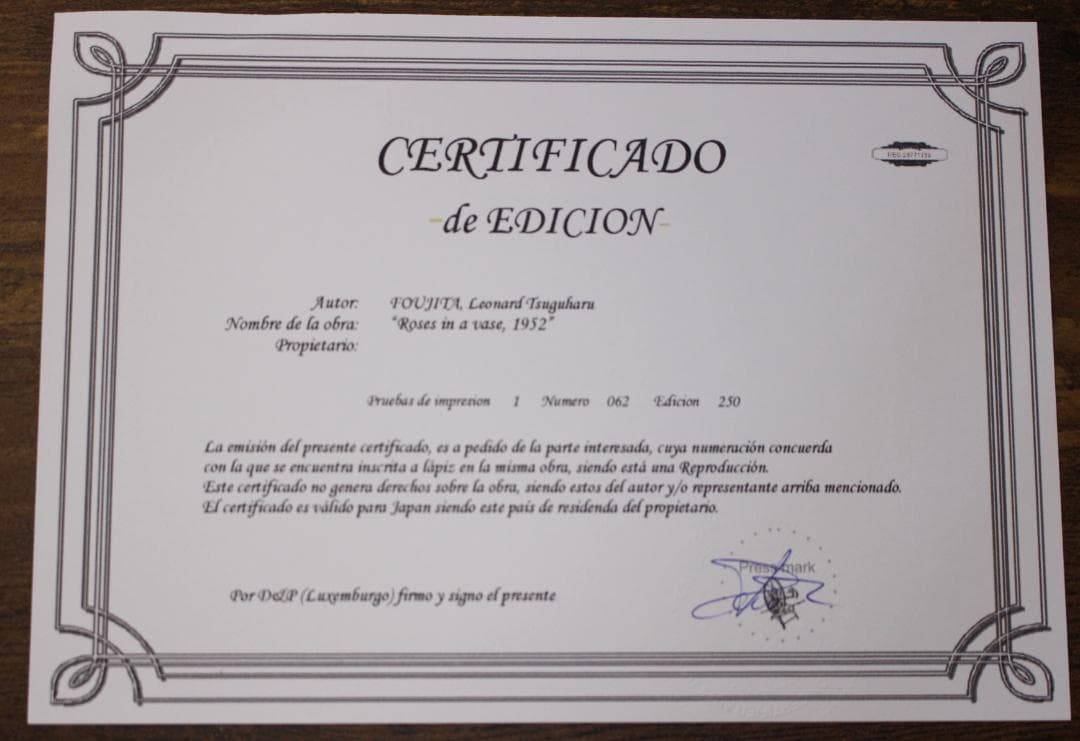 CERTIFICADO
-de EDICION-
Autor: FOUJITA, Leonard Tsuguharu
Nombre de la obra: "Roses in a vase, 1952"
Propietario:
Pruebas de impresion 1 Numero 062 Edicion 250
La emisión del presente certificado, es a pedido de la parte interesada, cuya numeración concuerda
con la que se encuentra inscrita a lápiz en la misma obra, siendo está una Reproducción.
Este certificado no genera derechos sobre la obra, siendo estos del autor y/o representante arriba mencionado.
El certificado es válido para Japan siendo este país de residenda del propietario.
Press mark
Por D&P (Luxemburgo) firmo y signo el presente